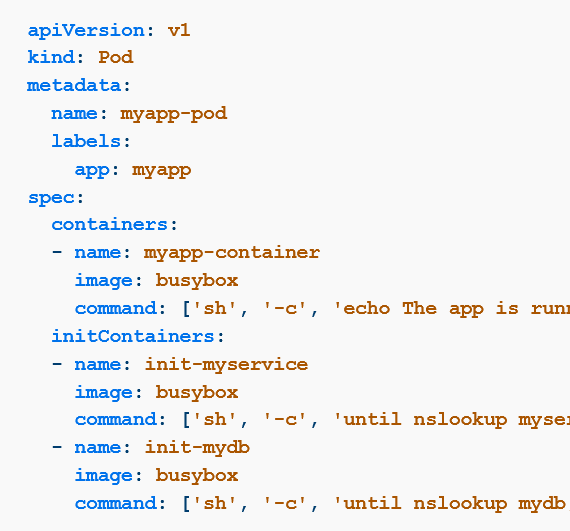 apiVersion: v1
kind: Pod
metadata:
  name: myapp-pod
  labels:
    app: myapp
spec:
  containers:
  - name: myapp-container
    image: busybox
    command: ['sh', '-c', 'echo The app is
  initContainers:
  - name: init-myservice
    image: busybox
    command: ['sh', '-c', 'until nslookup
  - name: init-mydb
    image: busybox
    command: ['sh', '-c', 'until nslookup mydb